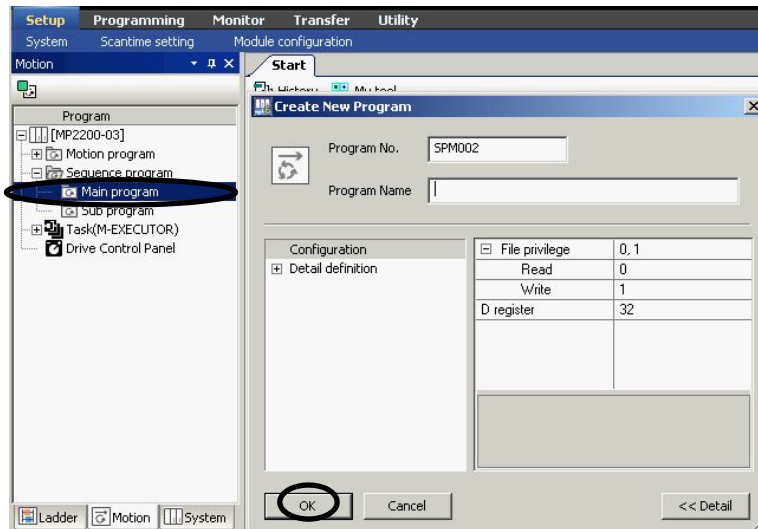 Setup Programming Monitor Transfer Utility
System Scantime setting Module configuration
Motion
Start
History My tool
Program
[MP2200-03]
Motion program
Sequence program
Main program
Sub program
Task(M-EXECUTOR)
Drive Control Panel
Ladder Motion System
Create New Program
Program No. SPM002
Program Name
Configuration
Detail definition
File privilege 0, 1
Read 0
Write 1
D register 32
OK Cancel << Detail